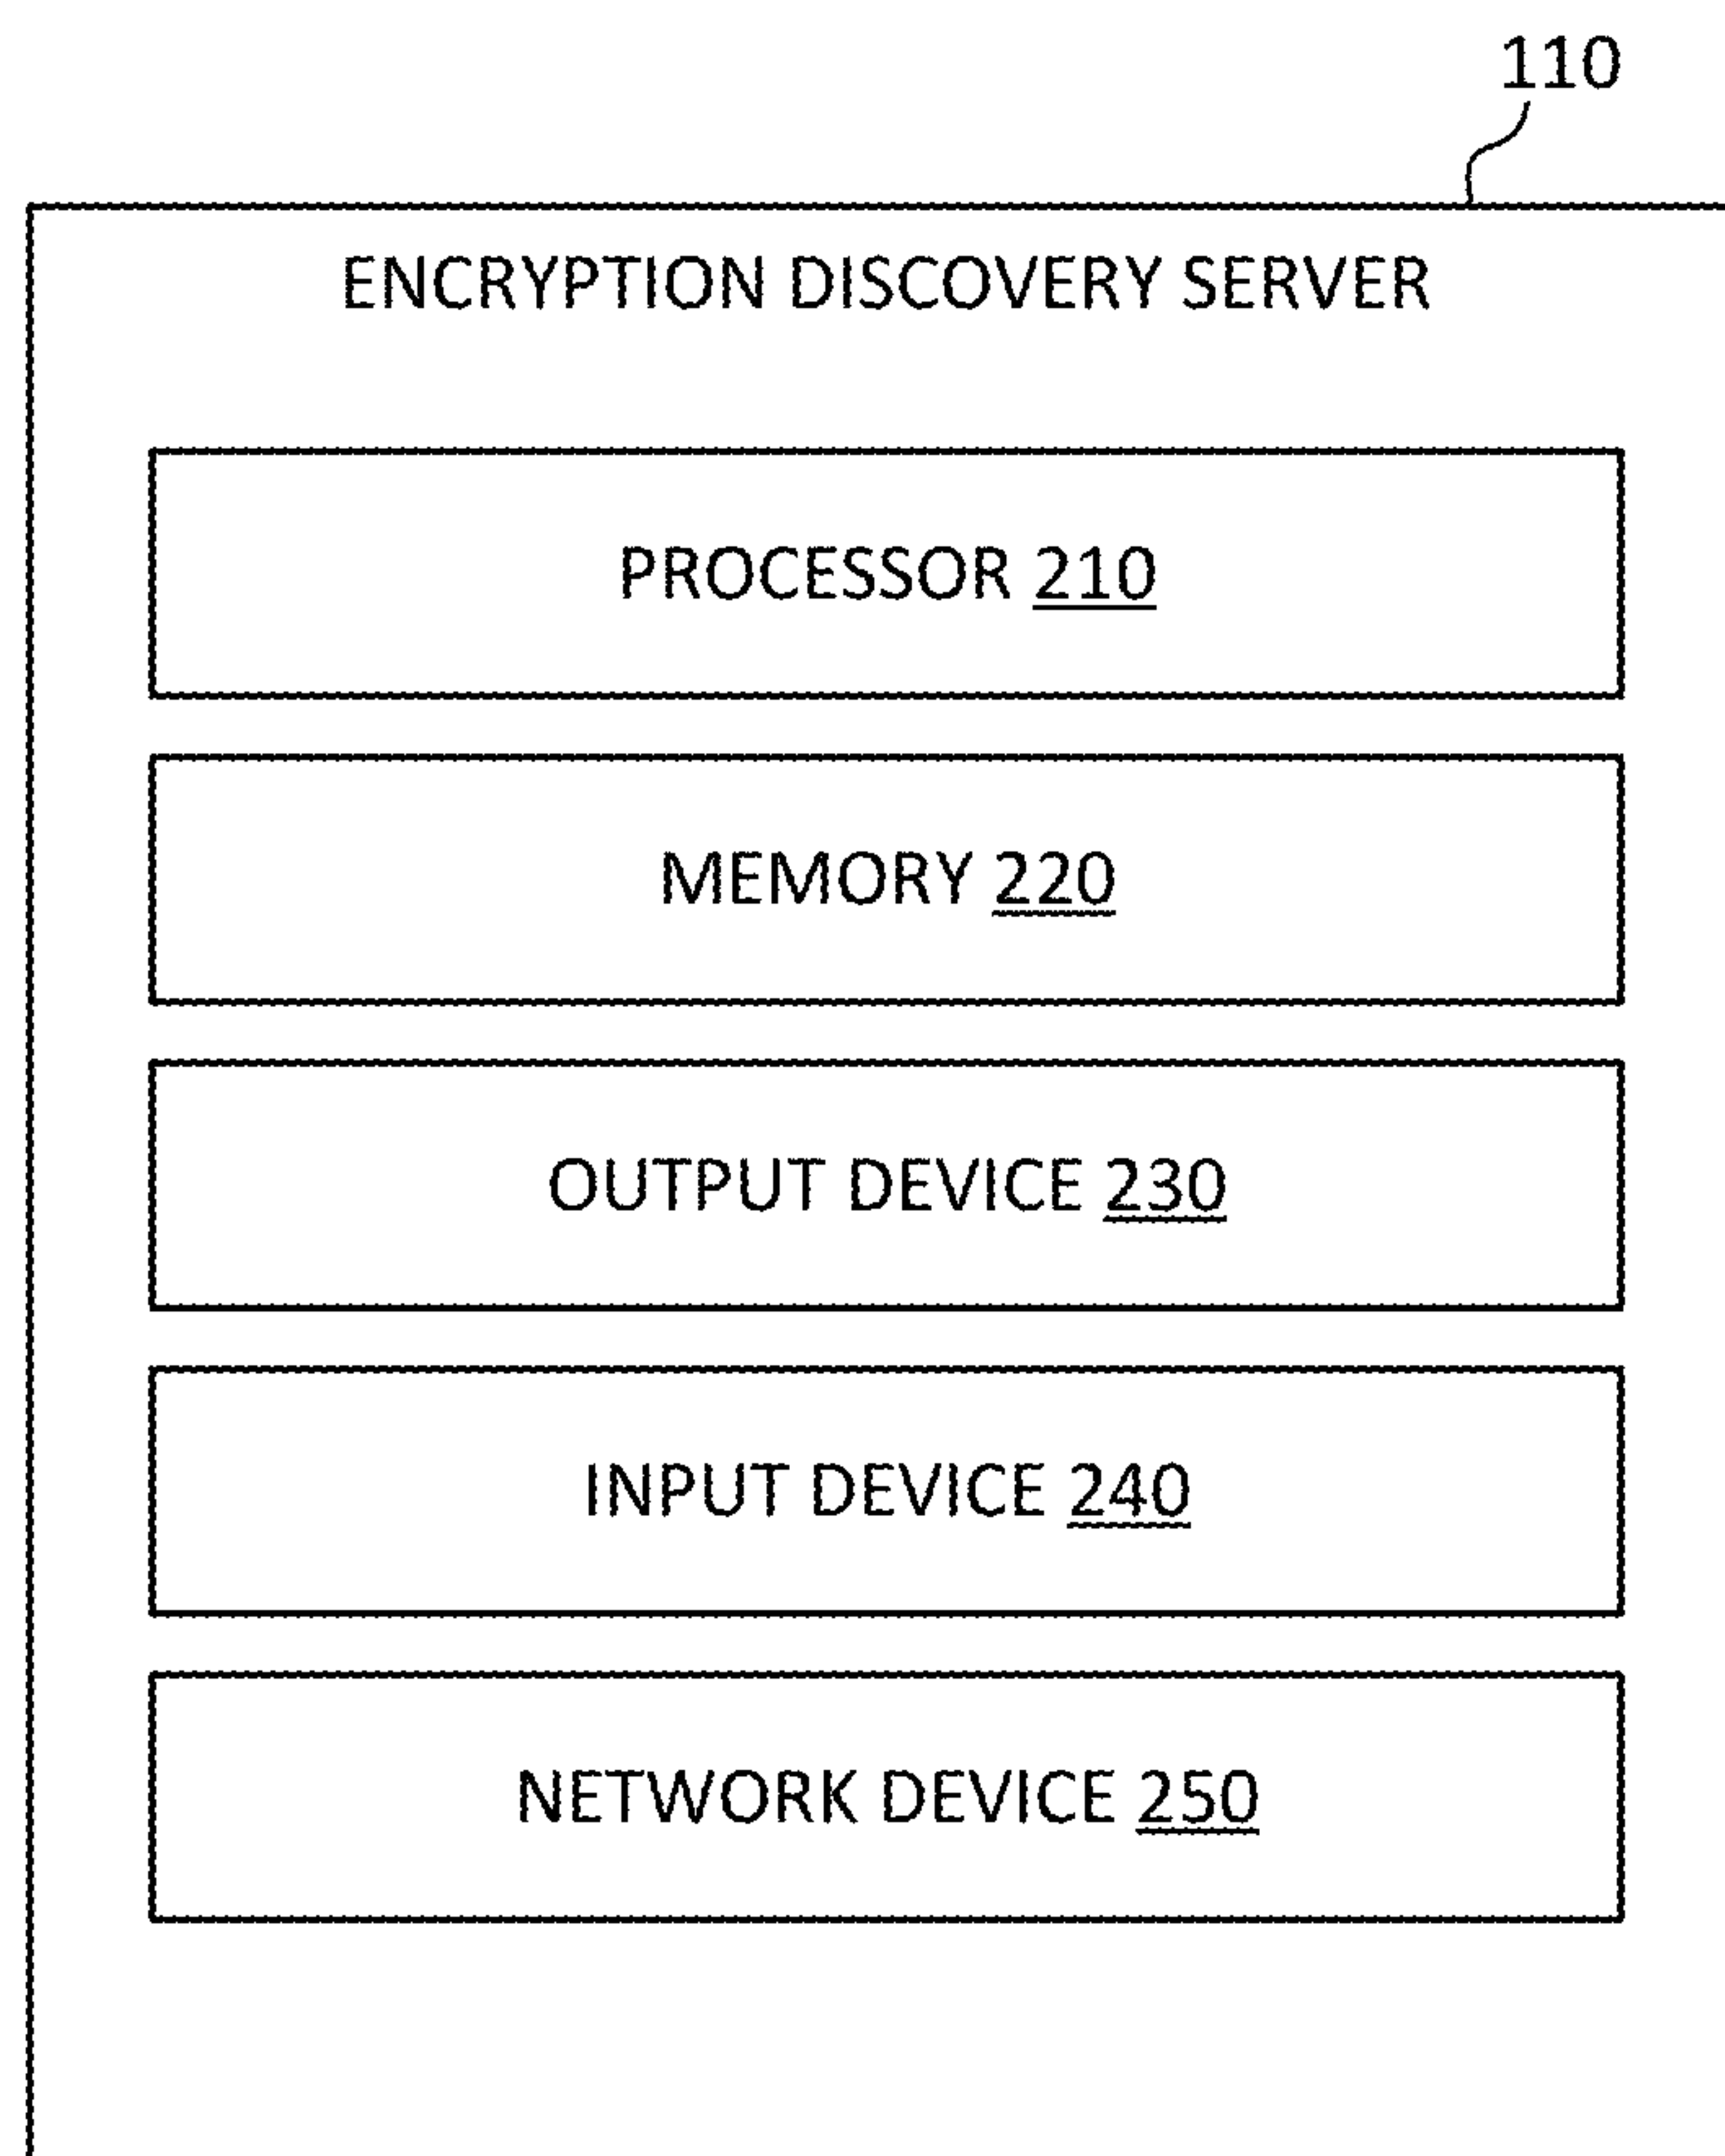 110
ENCRYPTION DISCOVERY SERVER
PROCESSOR 210
MEMORY 220
OUTPUT DEVICE 230
INPUT DEVICE 240
NETWORK DEVICE 250